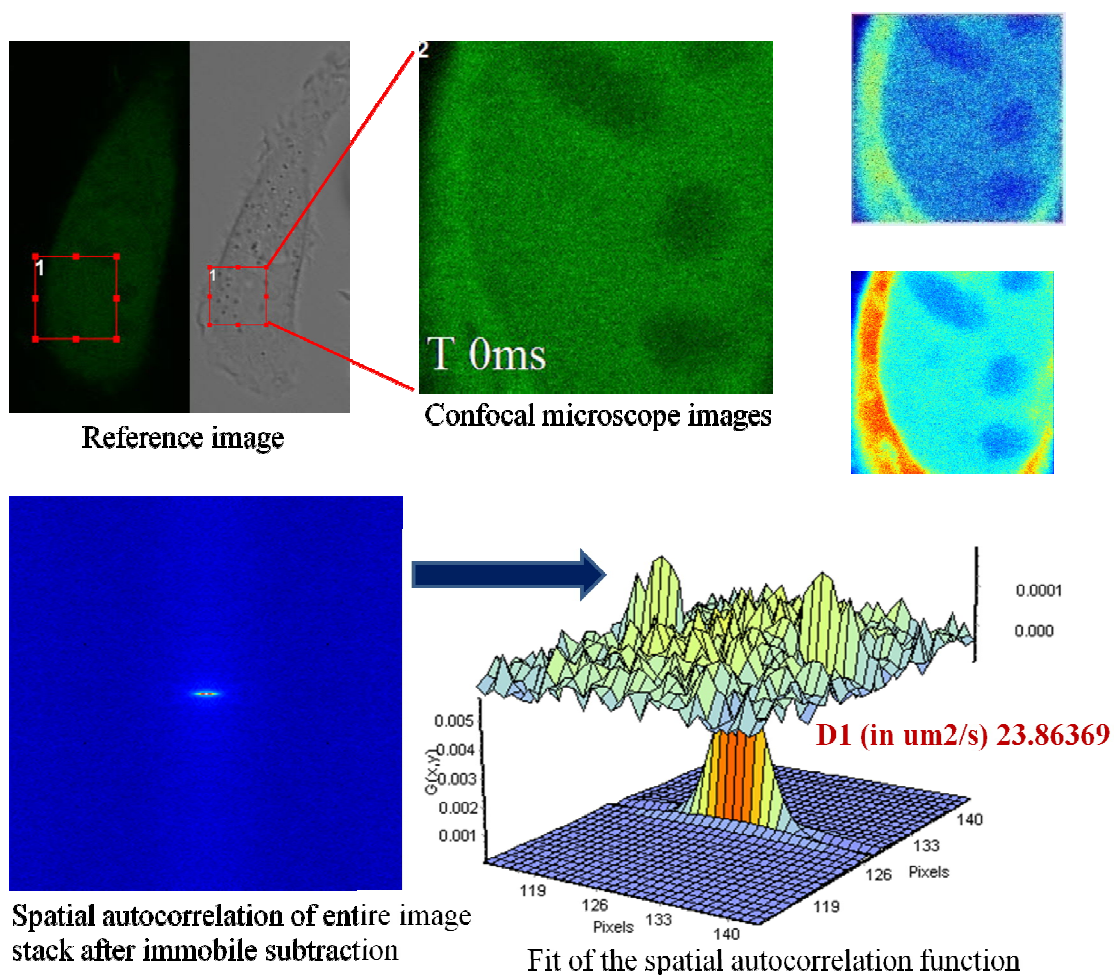 1
1
2
T 0ms
Reference image
Confocal microscope images
0.0001
0.000
0.005
0.004
0.003
0.002
0.001
G(x,y)
D1 (in um2/s) 23.86369
140
133
126
119
Pixels
119
126
133
140
Pixels
Spatial autocorrelation of entire image
stack after immobile subtraction
Fit of the spatial autocorrelation function